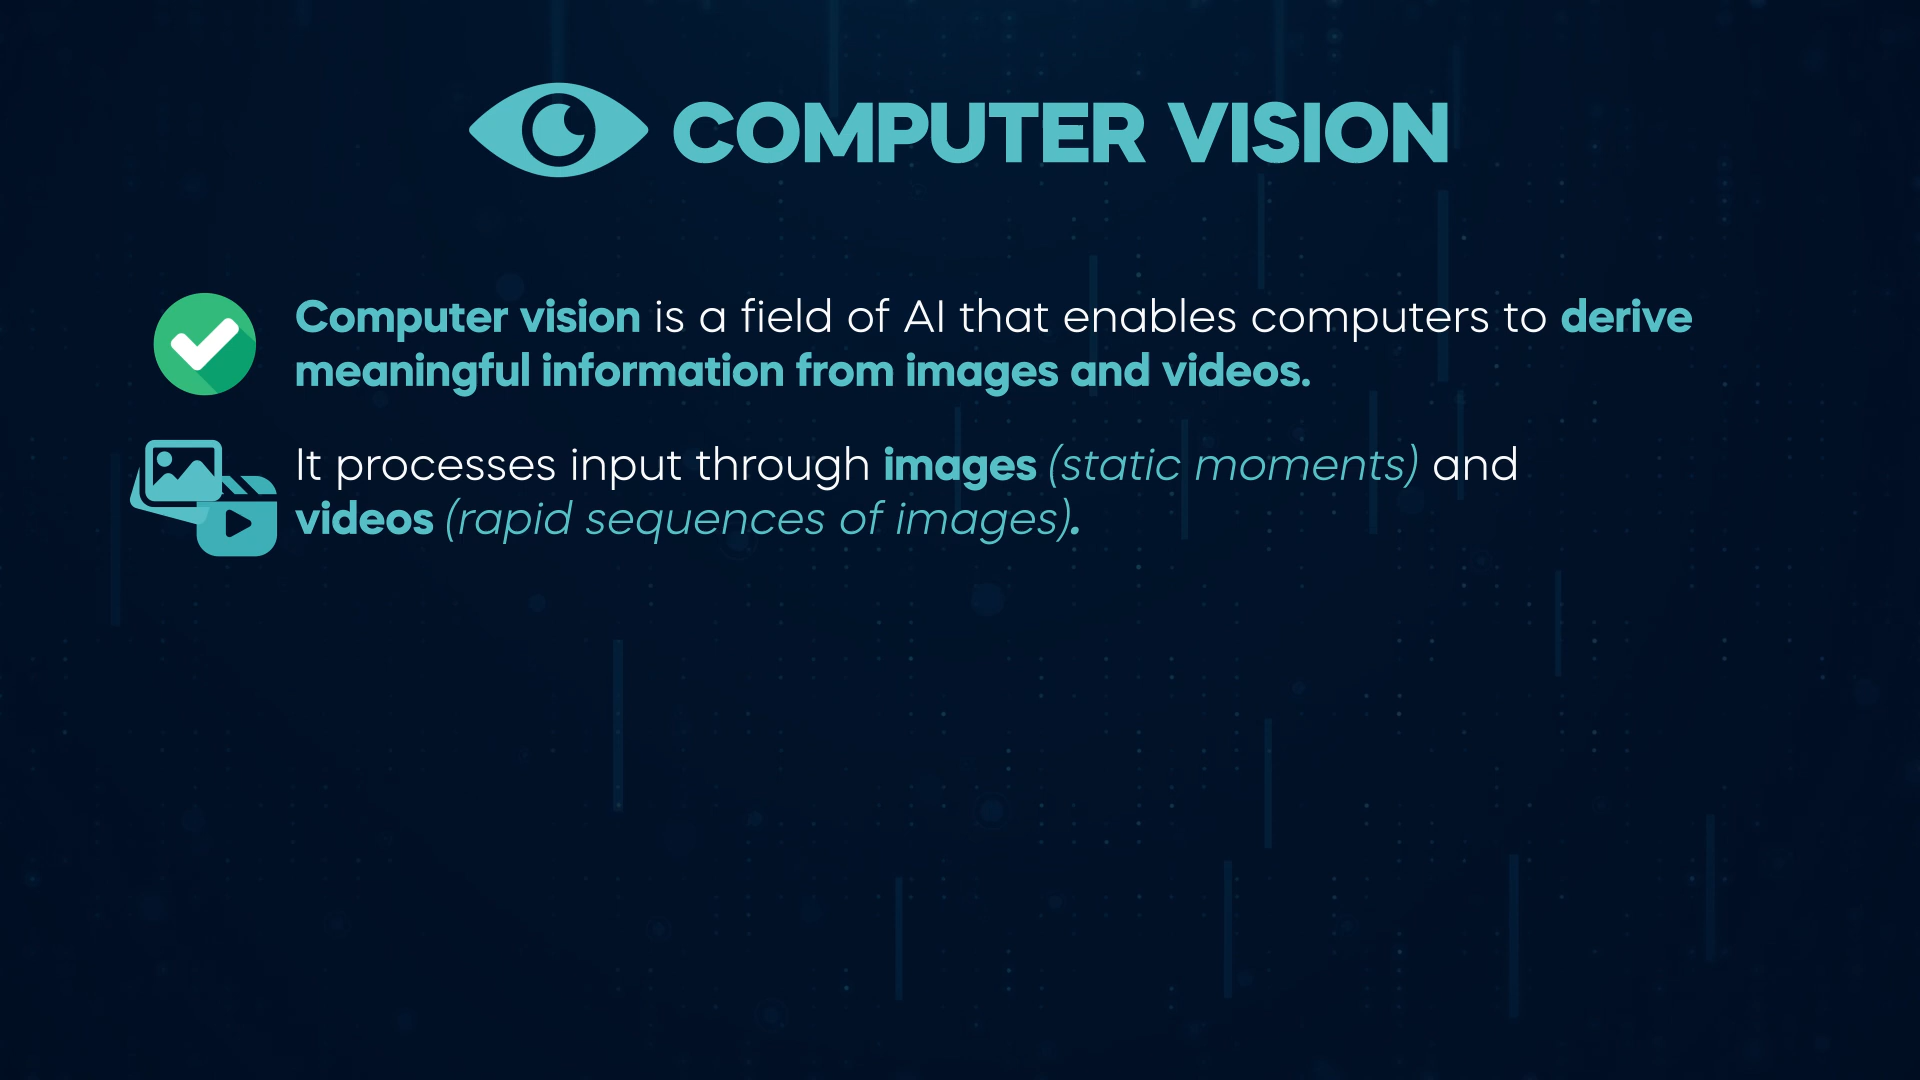 COMPUTER VISION
Computer vision is a field of AI that enables computers to derive
meaningful information from images and videos.
It processes input through images (static moments) and
videos (rapid sequences of images).